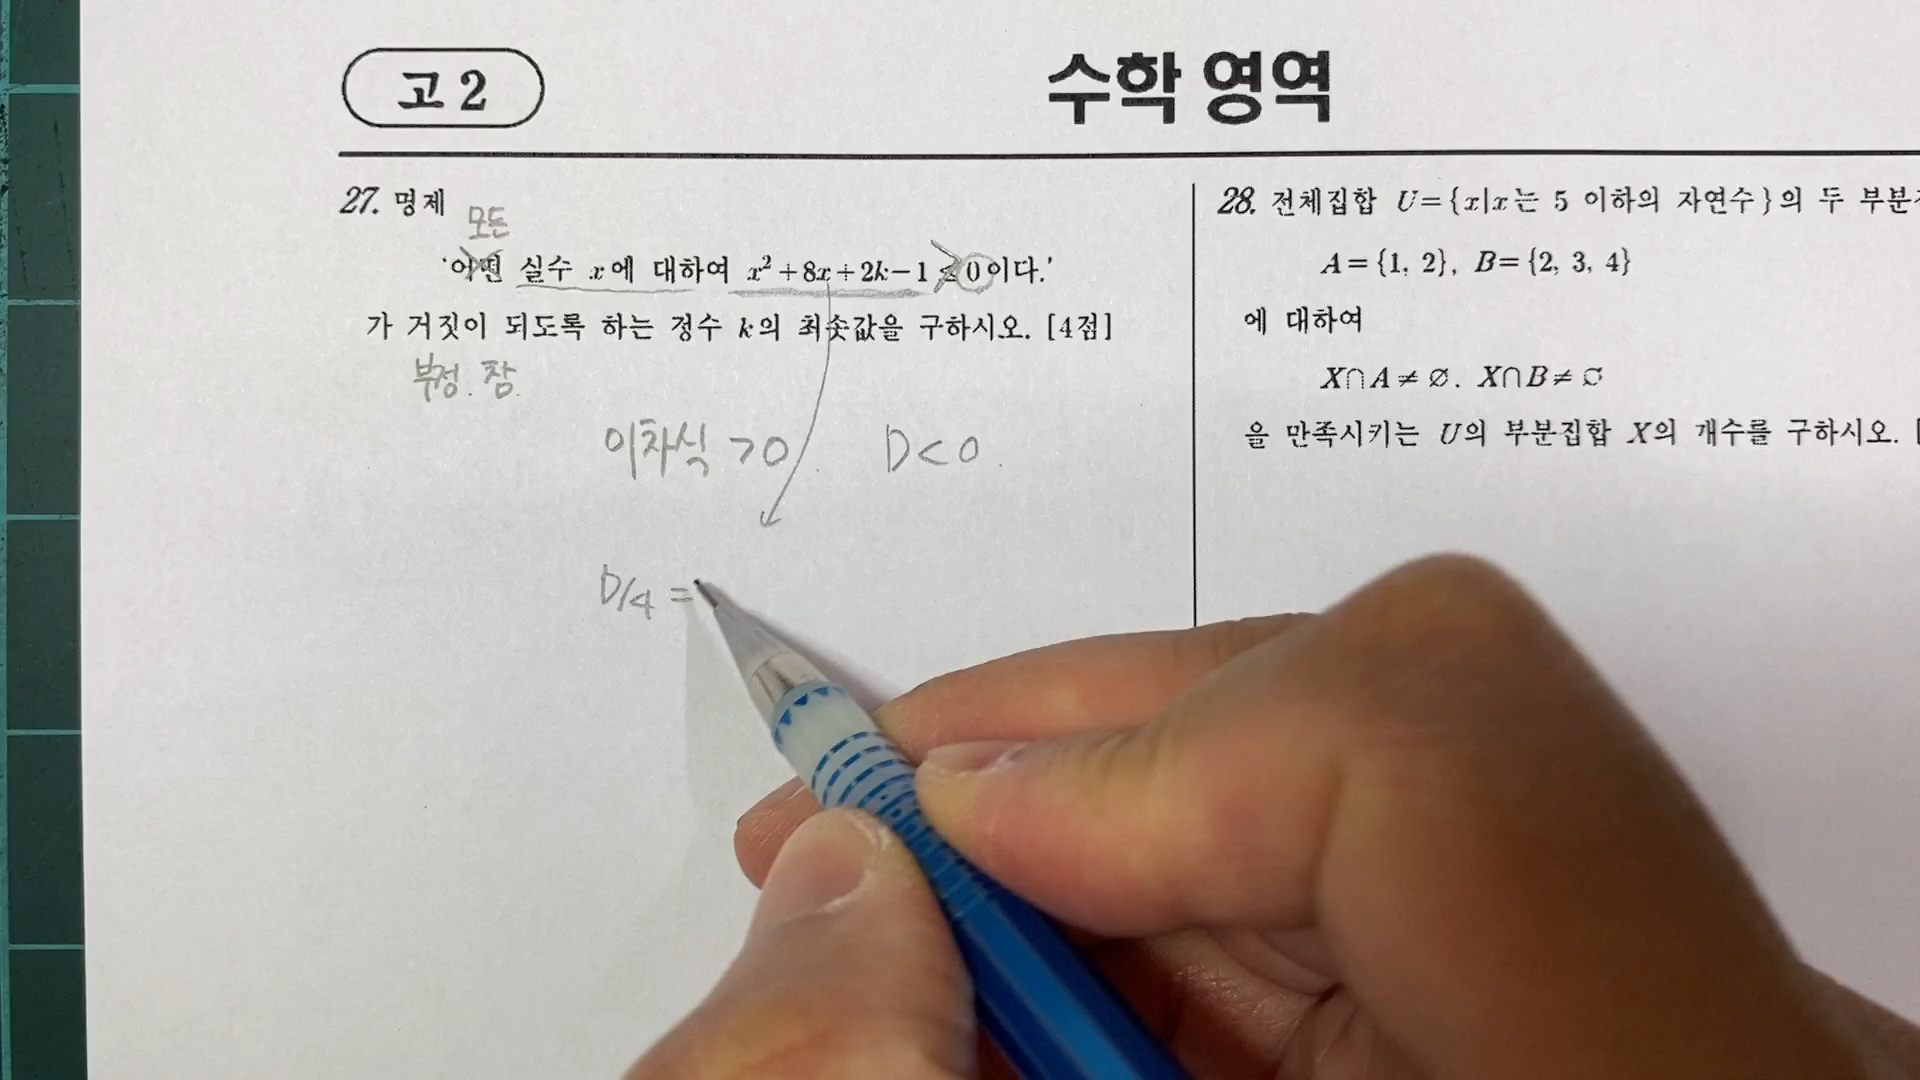 고 2
수학 영역
27. 명제
모든
'어떤 실수 x에 대하여 x²+8x+2k-1≤0이다.'
가 거짓이 되도록 하는 정수 k의 최솟값을 구하시오. [4점]
부정. 참.
이차식 >0. D<0.
D/4 =
28. 전체집합 U={x|x는 5 이하의 자연수}의 두
A={1, 2}, B={2, 3, 4}
에 대하여
X∩A≠∅, X∩B≠∅
을 만족시키는 U의 부분집합 X의 개수를 구하시오. [